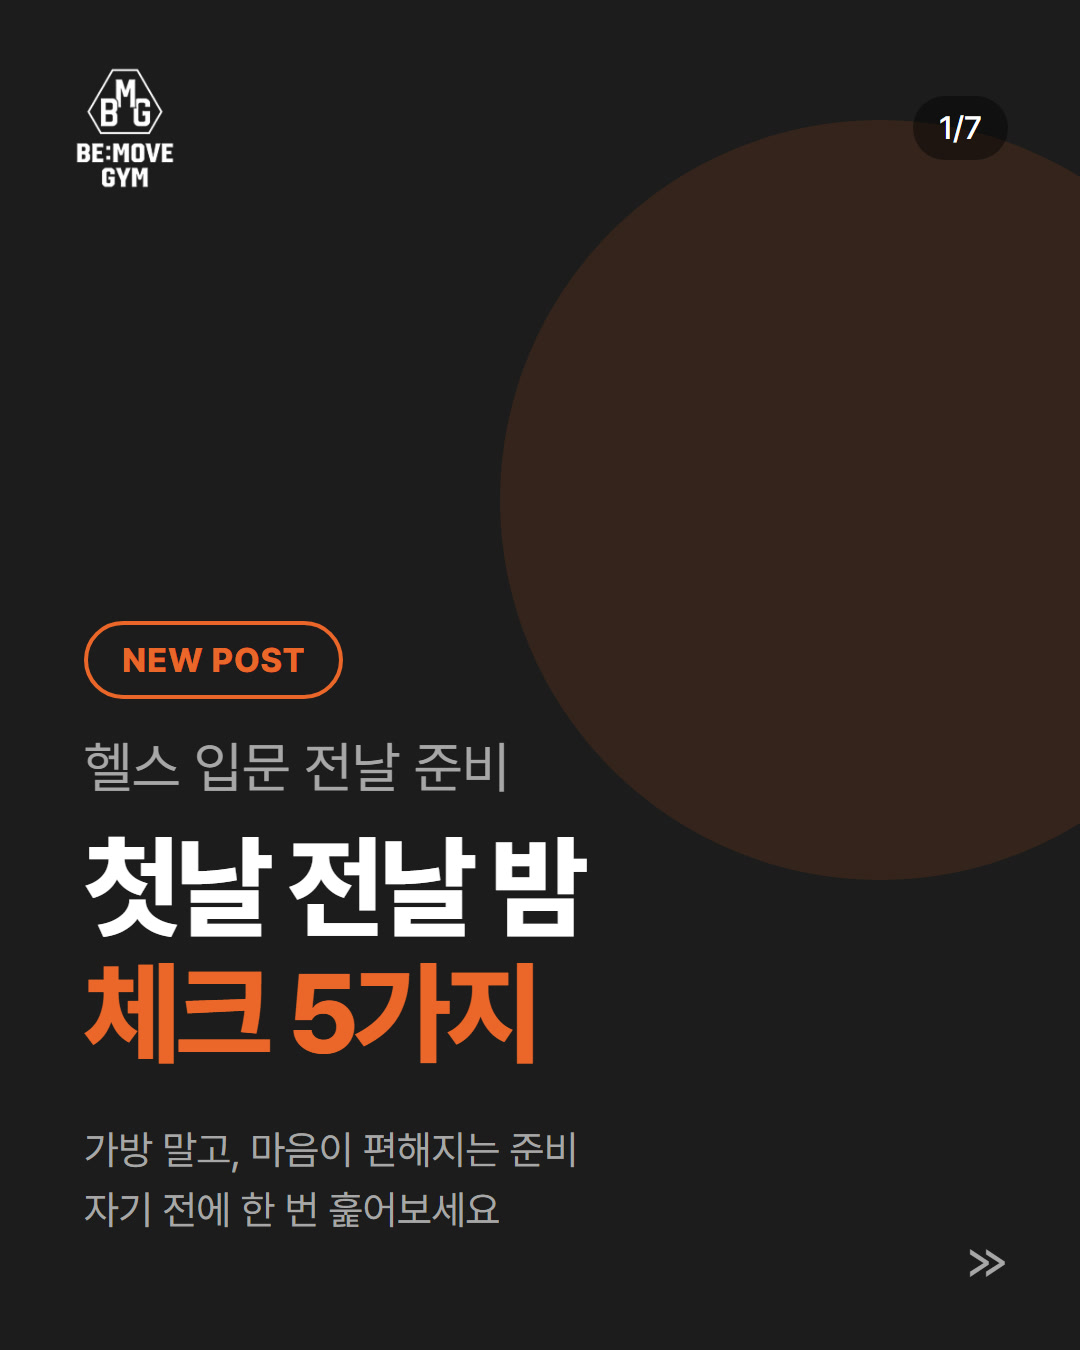 BMG
BE:MOVE
GYM
1/7
NEW POST
헬스 입문 전날 준비
첫날 전날 밤
체크 5가지
가방 말고, 마음이 편해지는 준비
자기 전에 한 번 훑어보세요
»